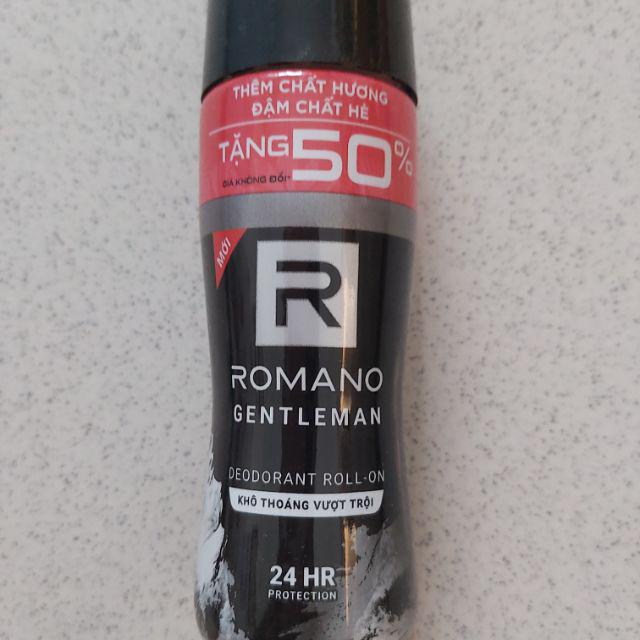 THÊM CHẤT HƯƠNG
ĐẬM CHẤT HÈ
TẶNG 50%
GIÁ KHÔNG ĐỔI*
MỚI
R
ROMANO
GENTLEMAN
DEODORANT ROLL-ON
KHÔ THOÁNG VƯỢT TRỘI
24 HR
PROTECTION